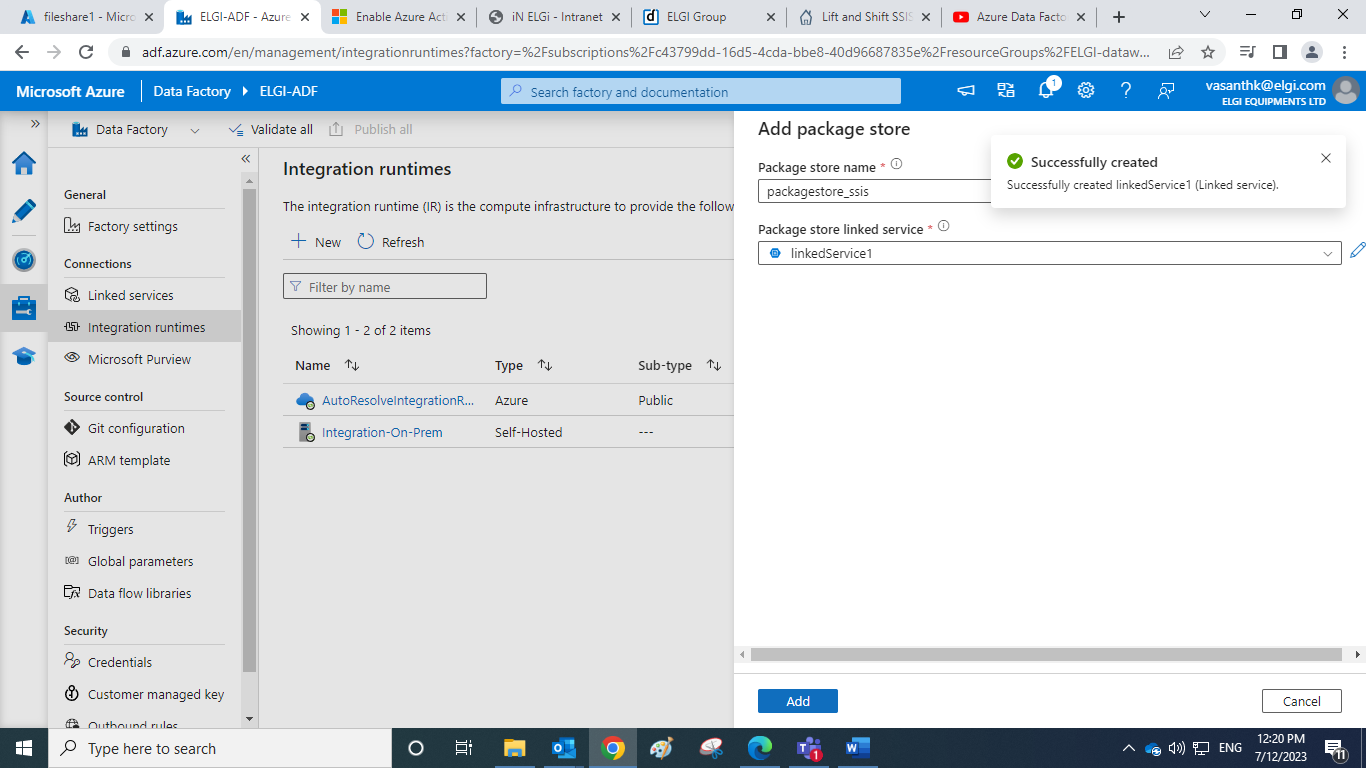 fileshare1 - Micro
ELGI-ADF - Azure
Enable Azure Act
iN ELGi - Intranet
ELGI Group
Lift and Shift SSIS
Azure Data Facto
adf.azure.com/en/management/integrationruntimes?factory=%2Fsubscriptions%2Fc43799dd-16d5-4cda-bbe8-40d96687835e%2FresourceGroups%2FELGI-dataw...
Microsoft Azure
Data Factory
ELGI-ADF
Search factory and documentation
1
vasanthk@elgi.com
ELGI EQUIPMENTS LTD
Data Factory
Validate all
Publish all
General
Factory settings
Connections
Linked services
Integration runtimes
Microsoft Purview
Source control
Git configuration
ARM template
Author
Triggers
Global parameters
Data flow libraries
Security
Credentials
Customer managed key
Outbound rules
Integration runtimes
The integration runtime (IR) is the compute infrastructure to provide the follow
New
Refresh
Filter by name
Showing 1 - 2 of 2 items
Name Type Sub-type
AutoResolveIntegrationR... Azure Public
Integration-On-Prem Self-Hosted ---
Add package store
Package store name *
packagestore_ssis
Package store linked service *
linkedService1
Successfully created
Successfully created linkedService1 (Linked service).
Add
Cancel
Type here to search
1
ENG
12:20 PM
7/12/2023
11